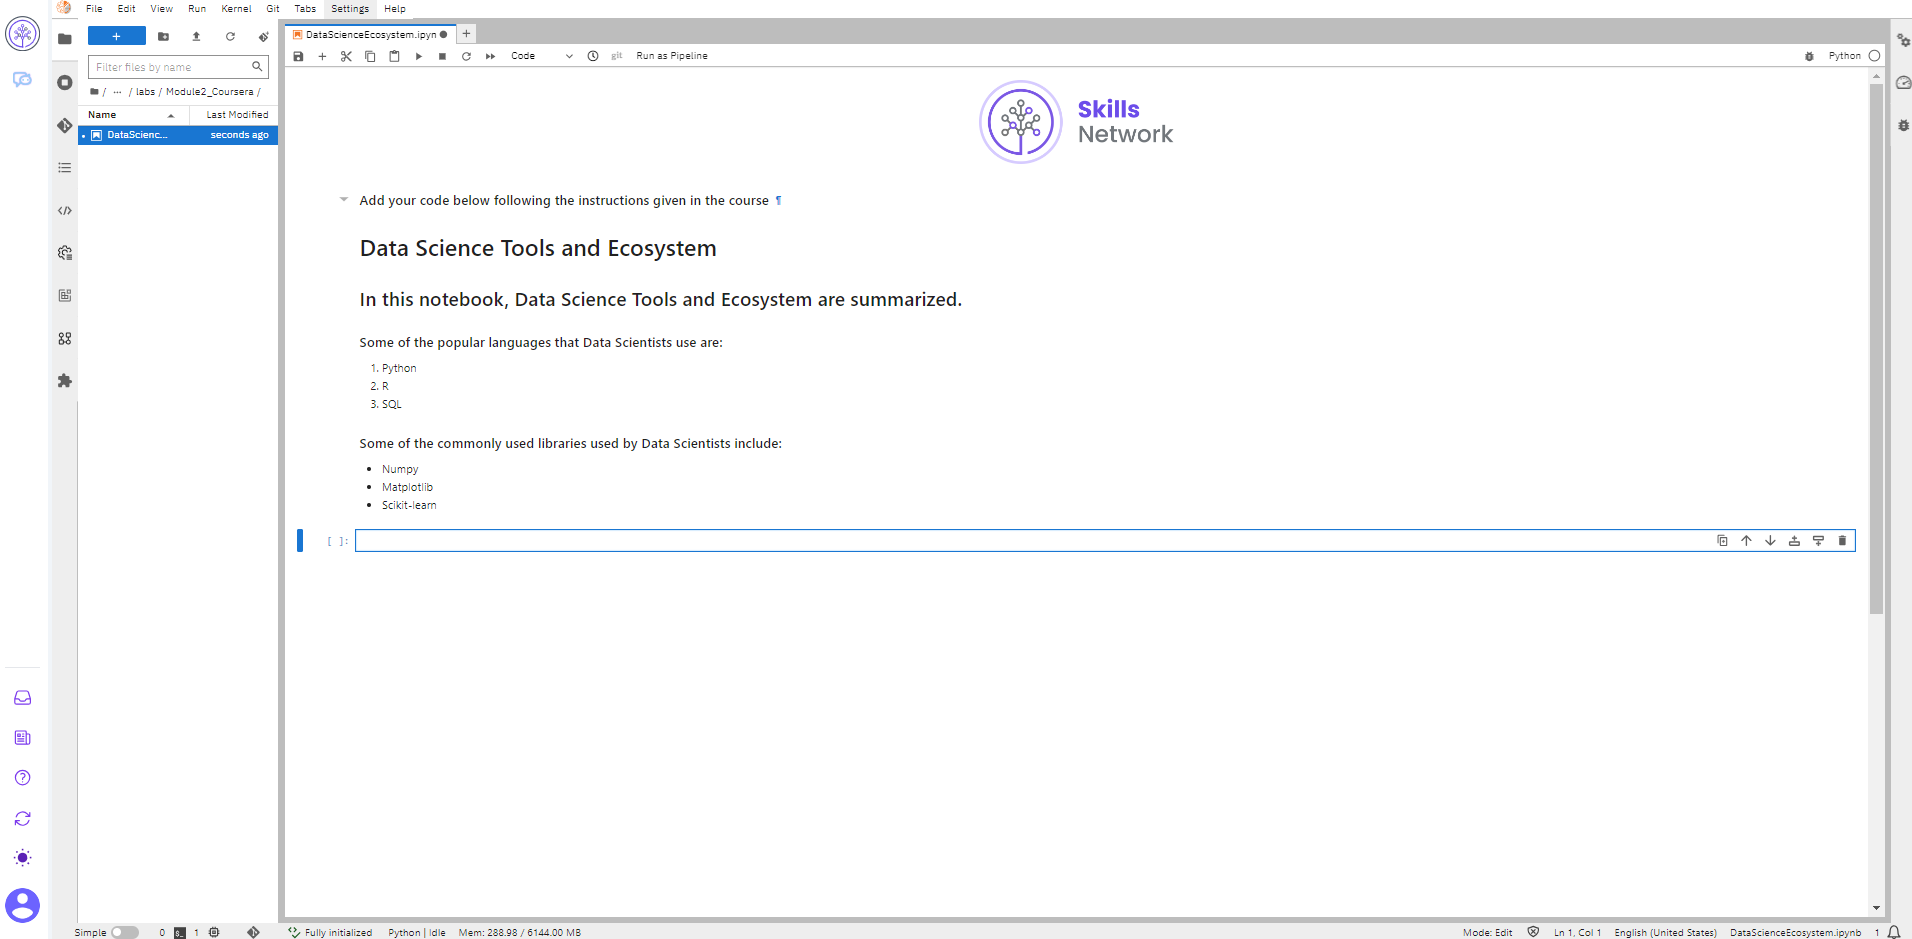 File Edit View Run Kernel Git Tabs Settings Help
+
Filter files by name
/ ··· / labs / Module2_Coursera /
Name Last Modified
DataScienc... seconds ago
DataScienceEcosystem.ipyn
+
Code git Run as Pipeline Python
Skills
Network
Add your code below following the instructions given in the course ¶
Data Science Tools and Ecosystem
In this notebook, Data Science Tools and Ecosystem are summarized.
Some of the popular languages that Data Scientists use are:
1. Python
2. R
3. SQL
Some of the commonly used libraries used by Data Scientists include:
• Numpy
• Matplotlib
• Scikit-learn
[ ]:
Simple 0 1 Fully initialized Python | Idle Mem: 288.98 / 6144.00 MB Mode: Edit Ln 1, Col 1 English (United States) DataScienceEcosystem.ipynb 1